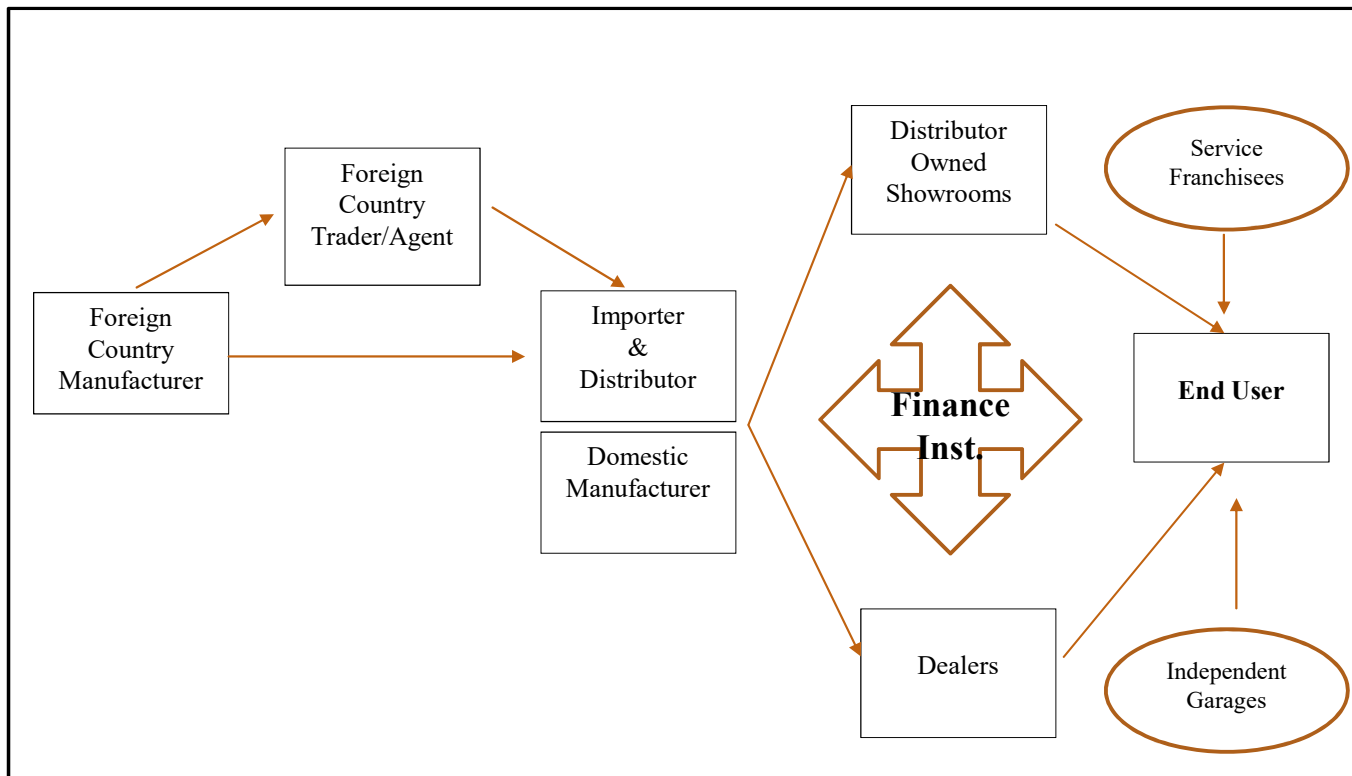 Foreign
Country
Manufacturer
Foreign
Country
Trader/Agent
Importer
&
Distributor
Domestic
Manufacturer
Distributor
Owned
Showrooms
Finance
Inst.
Dealers
Service
Franchisees
End User
Independent
Garages